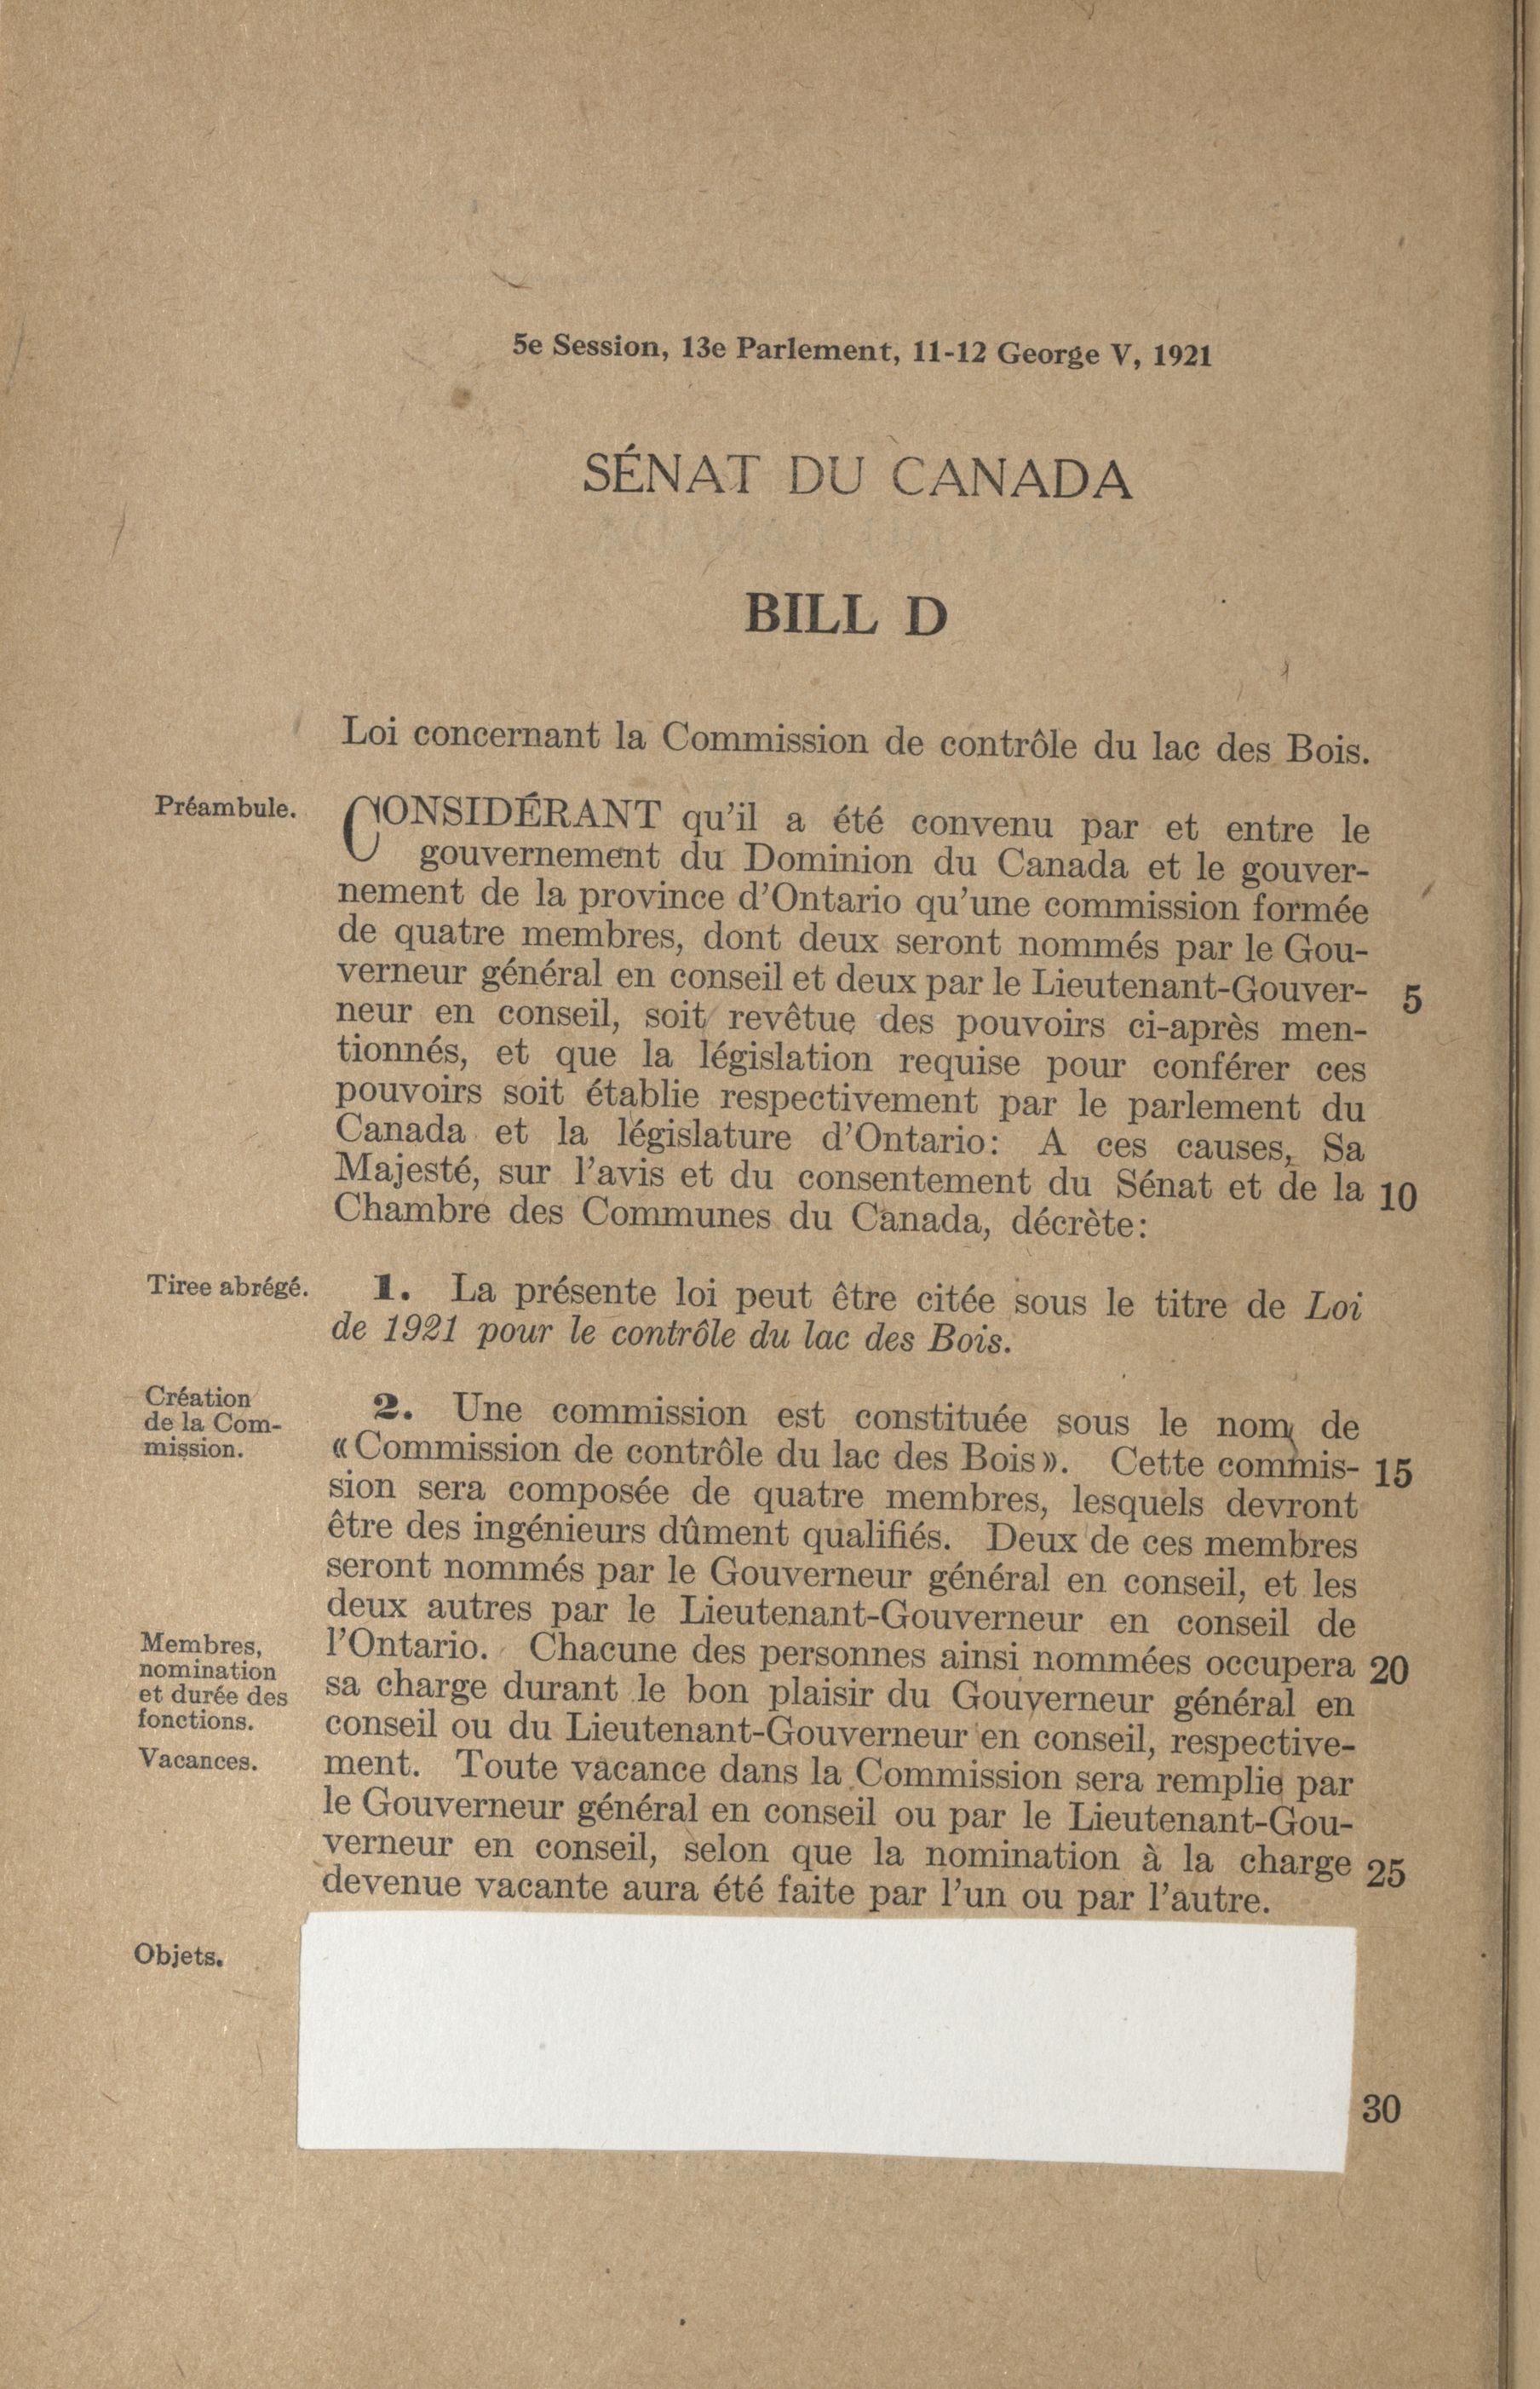 5e Session, 13e Parlement, 11-12 George V, 1921
SÉNAT DU CANADA
BILL D
Loi concernant la Commission de contrôle du lac des Bois.
Préambule.
CONSIDÉRANT qu'il a été convenu par et entre le
gouvernement du Dominion du Canada et le gouver-
nement de la province d'Ontario qu'une commission formée
de quatre membres, dont deux seront nommés par le Gou-
verneur général en conseil et deux par le Lieutenant-Gouver- 5
neur en conseil, soit revêtue des pouvoirs ci-après men-
tionnés, et que la législation requise pour conférer ces
pouvoirs soit établie respectivement par le parlement du
Canada et la législature d'Ontario: A ces causes, Sa
Majesté, sur l'avis et du consentement du Sénat et de la 10
Chambre des Communes du Canada, décrète:
Tiree abrégé.
1. La présente loi peut être citée sous le titre de Loi
de 1921 pour le contrôle du lac des Bois.
Création
de la Com-
mission.
2. Une commission est constituée sous le nom de
«Commission de contrôle du lac des Bois». Cette commis- 15
sion sera composée de quatre membres, lesquels devront
être des ingénieurs dûment qualifiés. Deux de ces membres
seront nommés par le Gouverneur général en conseil, et les
deux autres par le Lieutenant-Gouverneur en conseil de
Membres,
nomination
et durée des
fonctions.
l'Ontario. Chacune des personnes ainsi nommées occupera 20
sa charge durant le bon plaisir du Gouverneur général en
conseil ou du Lieutenant-Gouverneur en conseil, respective-
Vacances.
ment. Toute vacance dans la Commission sera remplie par
le Gouverneur général en conseil ou par le Lieutenant-Gou-
verneur en conseil, selon que la nomination à la charge 25
devenue vacante aura été faite par l'un ou par l'autre.
Objets.
30